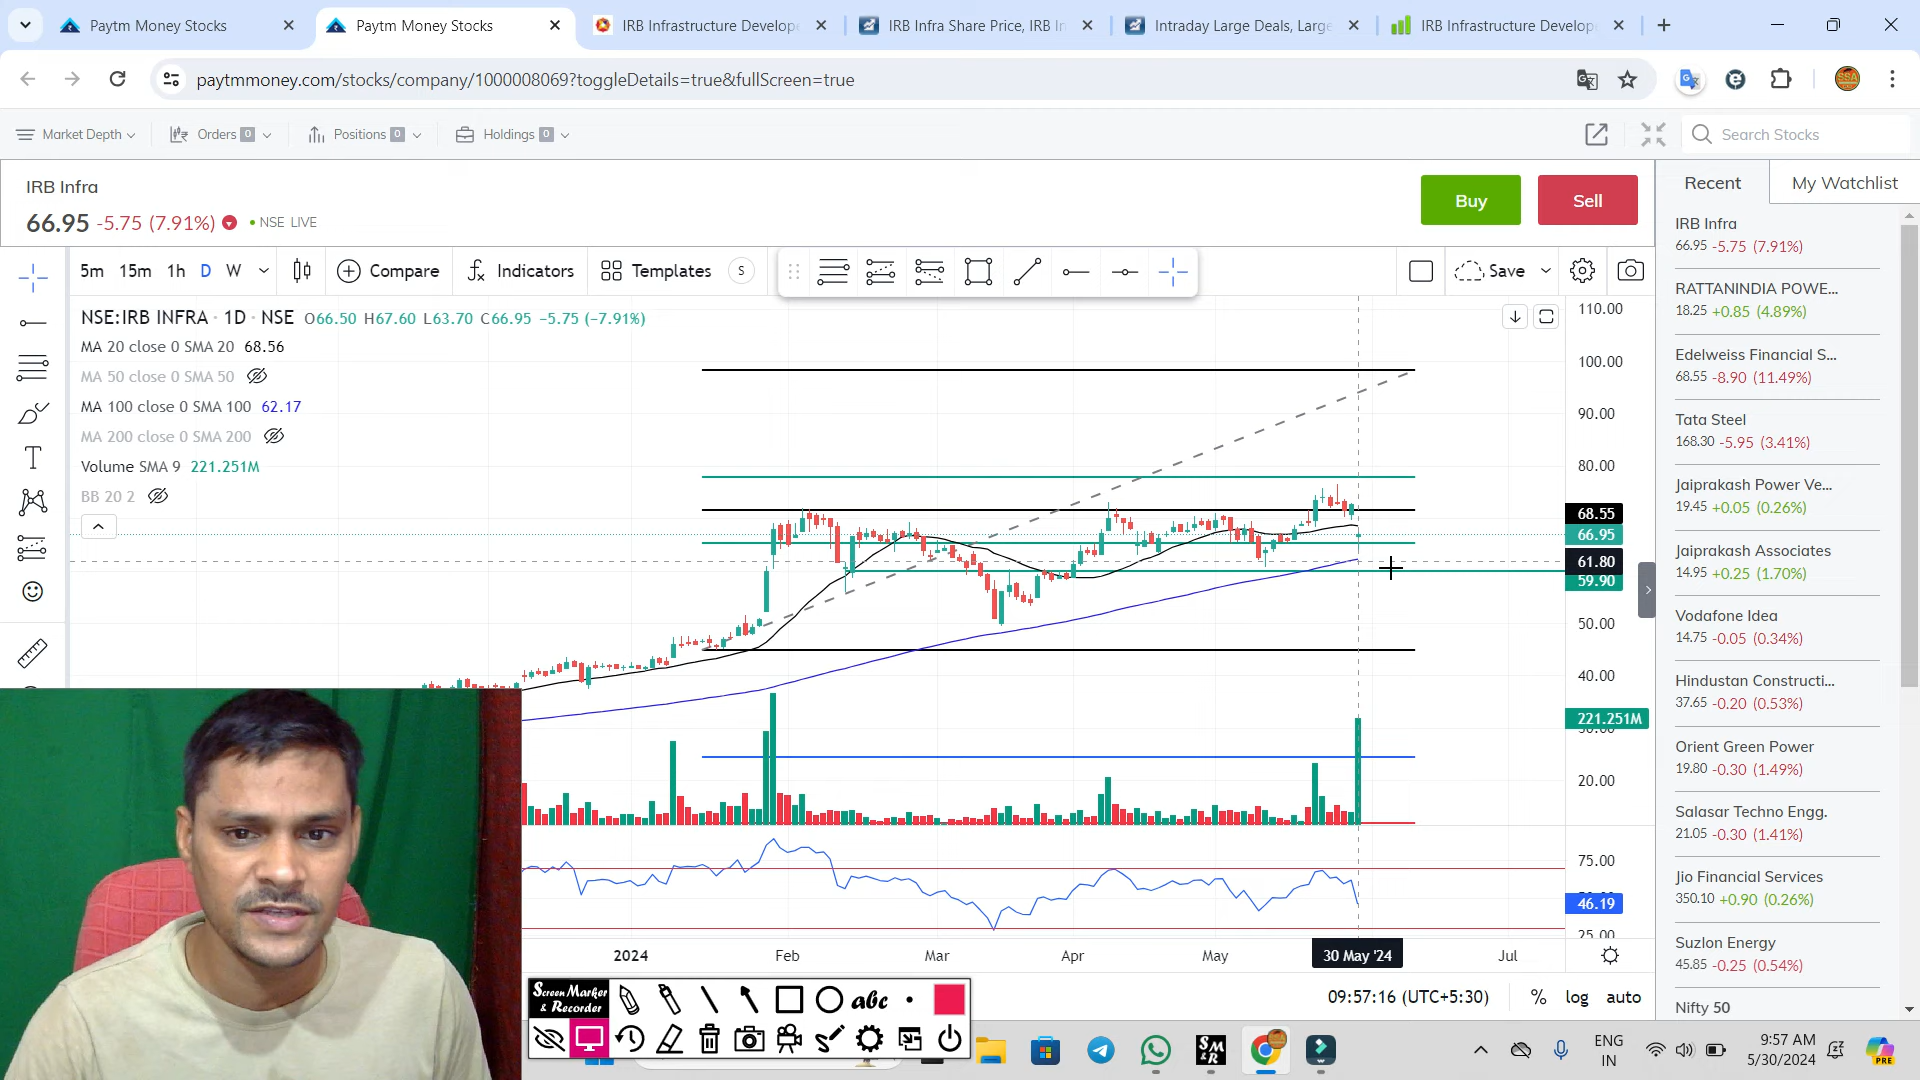 Paytm Money Stocks
Paytm Money Stocks
IRB Infrastructure Develope
IRB Infra Share Price, IRB In
Intraday Large Deals, Large
IRB Infrastructure Develop
paytmmoney.com/stocks/company/1000008069?toggleDetails=true&fullScreen=true
SSA
Market Depth
Orders 0
Positions 0
Holdings 0
Search Stocks
IRB Infra
66.95 -5.75 (7.91%) NSE LIVE
Buy
Sell
Recent
My Watchlist
5m 15m 1h D W
Compare
Indicators
Templates
S
Save
NSE:IRB INFRA · 1D · NSE O66.50 H67.60 L63.70 C66.95 -5.75 (-7.91%)
MA 20 close 0 SMA 20 68.56
MA 50 close 0 SMA 50
MA 100 close 0 SMA 100 62.17
MA 200 close 0 SMA 200
Volume SMA 9 221.251M
BB 20 2
110.00
100.00
90.00
80.00
68.55
66.95
61.80
59.90
50.00
40.00
221.251M
20.00
75.00
46.19
25.00
2024 Feb Mar Apr May 30 May '24 Jul
09:57:16 (UTC+5:30) % log auto
IRB Infra
66.95 -5.75 (7.91%)
RATTANINDIA POWE...
18.25 +0.85 (4.89%)
Edelweiss Financial S...
68.55 -8.90 (11.49%)
Tata Steel
168.30 -5.95 (3.41%)
Jaiprakash Power Ve...
19.45 +0.05 (0.26%)
Jaiprakash Associates
14.95 +0.25 (1.70%)
Vodafone Idea
14.75 -0.05 (0.34%)
Hindustan Constructi...
37.65 -0.20 (0.53%)
Orient Green Power
19.80 -0.30 (1.49%)
Salasar Techno Engg.
21.05 -0.30 (1.41%)
Jio Financial Services
350.10 +0.90 (0.26%)
Suzlon Energy
45.85 -0.25 (0.54%)
Nifty 50
Screen Marker
& Recorder
abc
SM
&R
ENG
IN
9:57 AM
5/30/2024
PRE